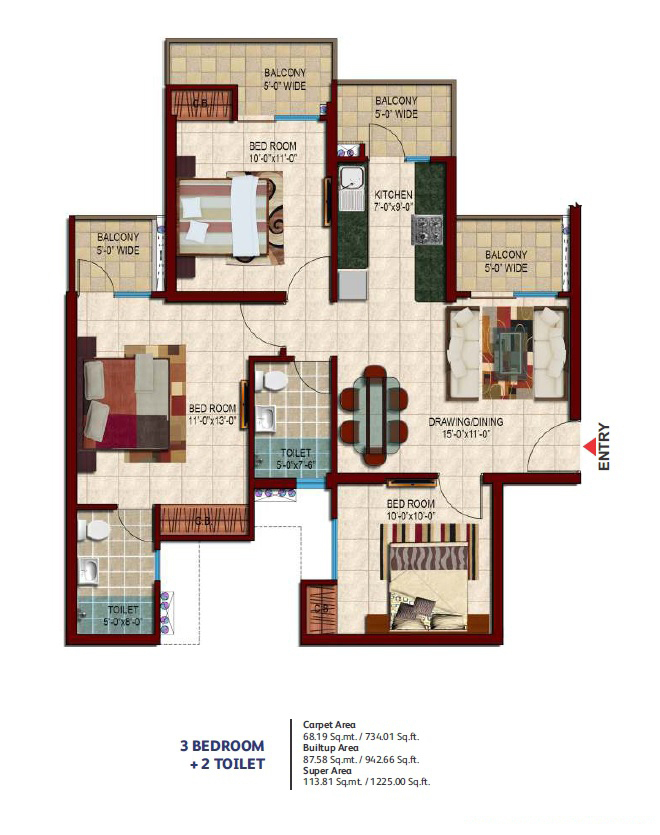 BALCONY
5'-0" WIDE
BALCONY
5'-0" WIDE
C.B.
BED ROOM
10'-0"x11'-0"
KITCHEN
7'-0"x9'-0"
BALCONY
5'-0" WIDE
BALCONY
5'-0" WIDE
BED ROOM
11'-0"x13'-0"
DRAWING/DINING
15'-0"x11'-0"
ENTRY
TOILET
5'-0"x7'-6"
BED ROOM
10'-0"x10'-0"
C.B.
TOILET
5'-0"x8'-0"
C.B.
3 BEDROOM
+ 2 TOILET
Carpet Area
68.19 Sq.mt. / 734.01 Sq.ft.
Builtup Area
87.58 Sq.mt. / 942.66 Sq.ft.
Super Area
113.81 Sq.mt. / 1225.00 Sq.ft.